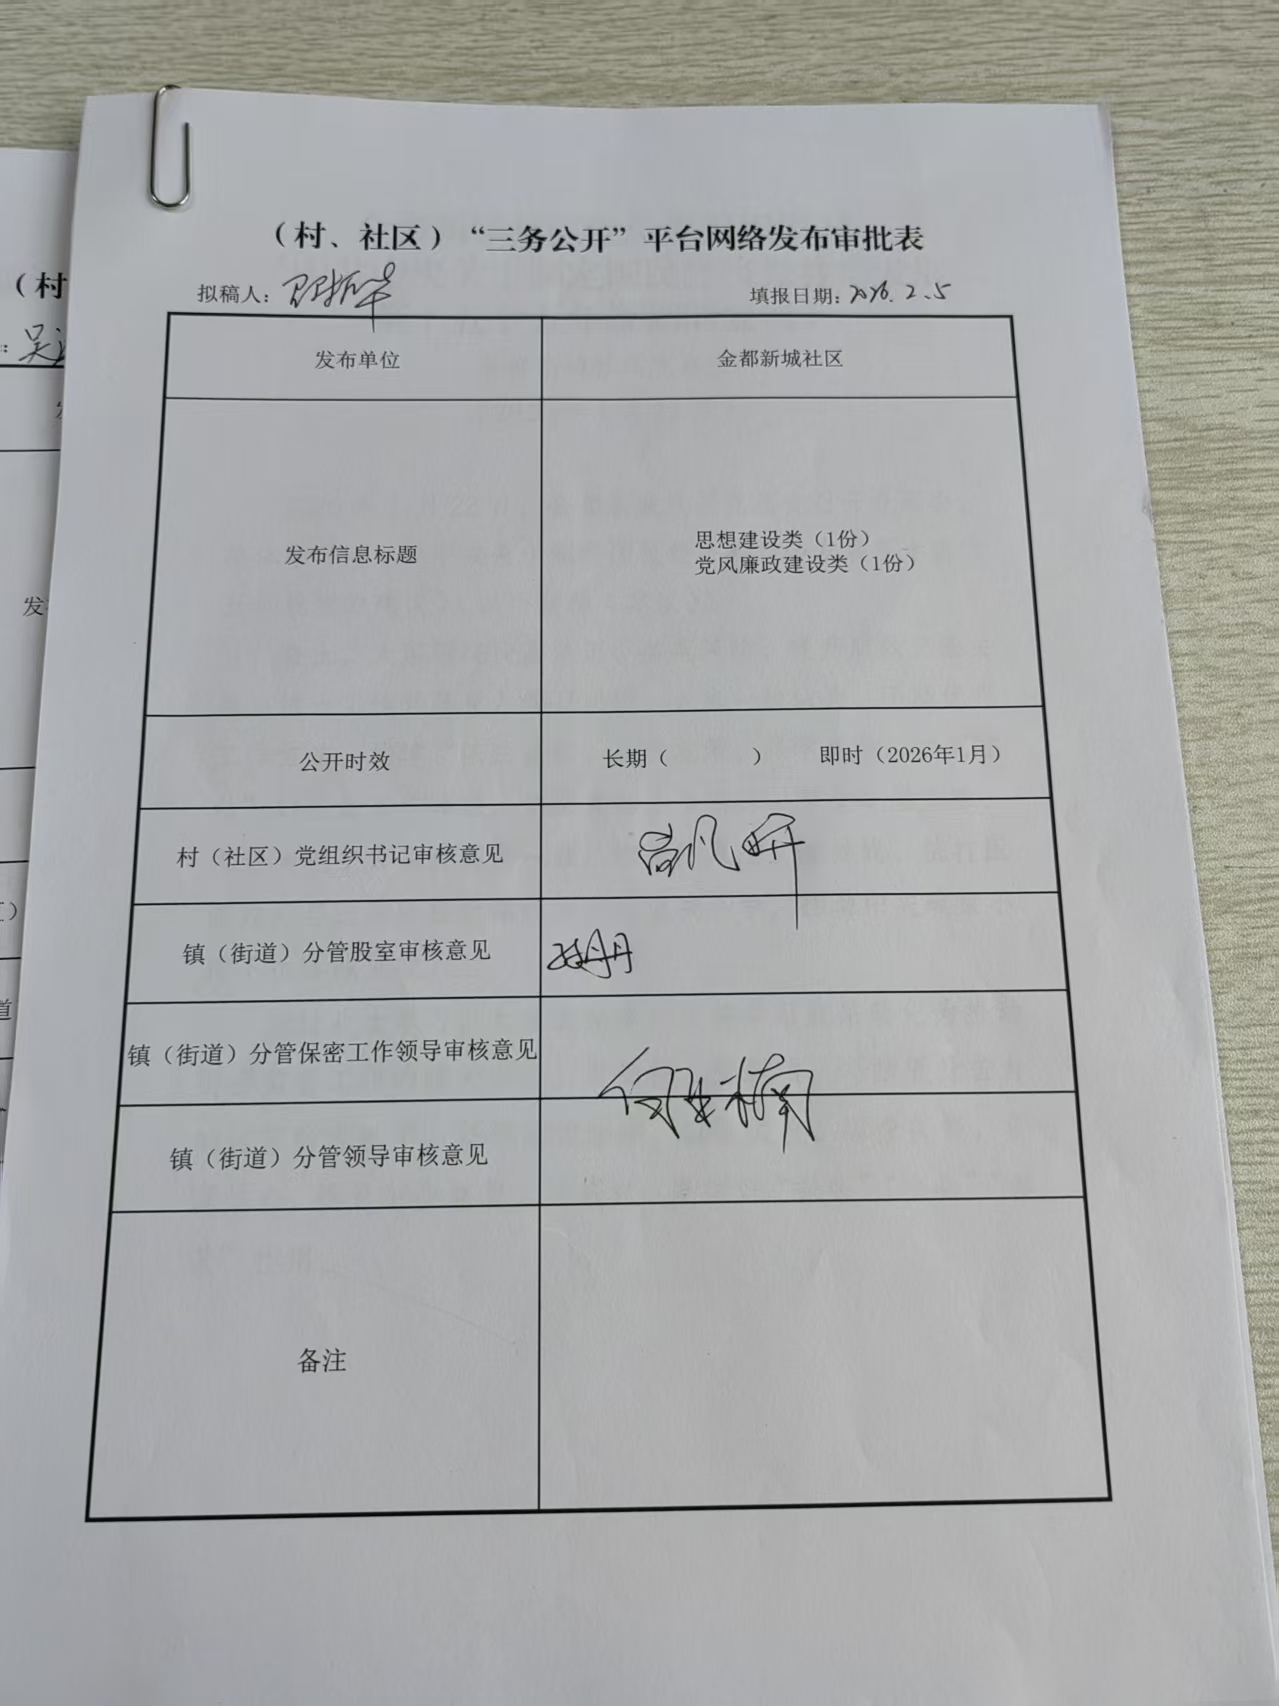 （村、社区）“三务公开”平台网络发布审批表
拟稿人：
填报日期：2026.2.5
发布单位
金都新城社区
发布信息标题
思想建设类（1份）
党风廉政建设类（1份）
公开时效
长期（ ） 即时（2026年1月）
村（社区）党组织书记审核意见
镇（街道）分管股室审核意见
镇（街道）分管保密工作领导审核意见
镇（街道）分管领导审核意见
备注
（村
吴